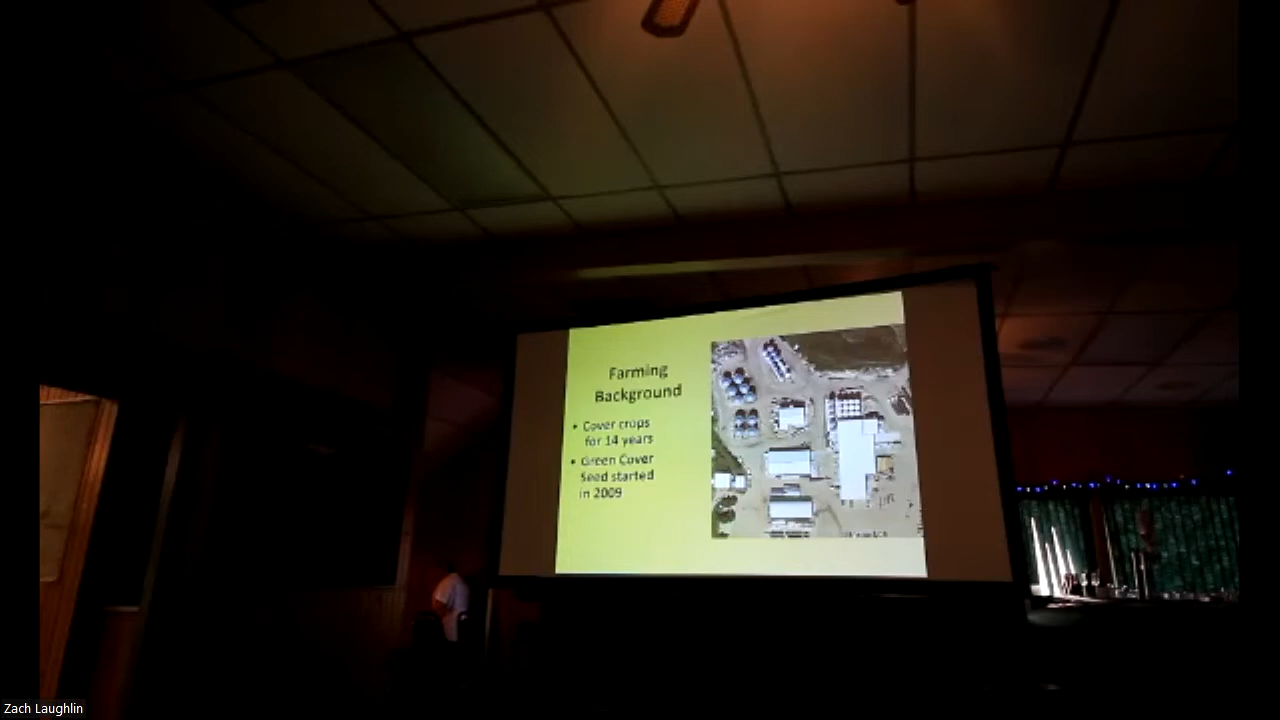 Farming
Background
• Cover crops
for 14 years
• Green Cover
Seed started
in 2009
Zach Laughlin